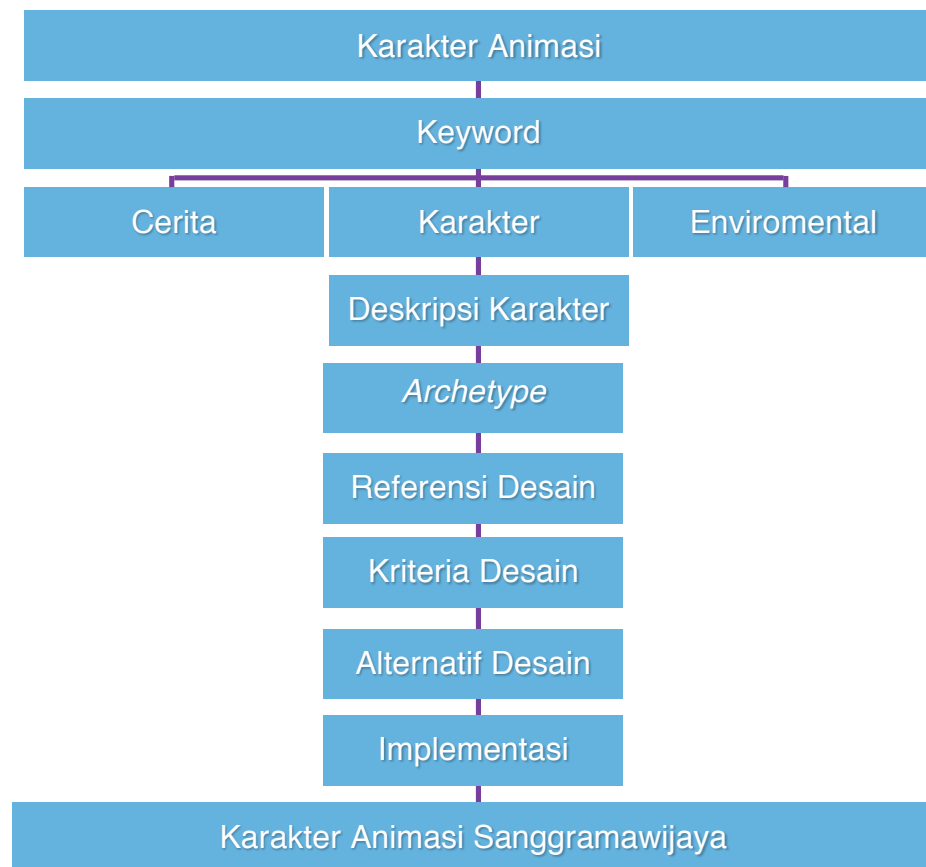 Karakter Animasi
Keyword
Cerita
Karakter
Enviromental
Deskripsi Karakter
Archetype
Referensi Desain
Kriteria Desain
Alternatif Desain
Implementasi
Karakter Animasi Sanggramawijaya